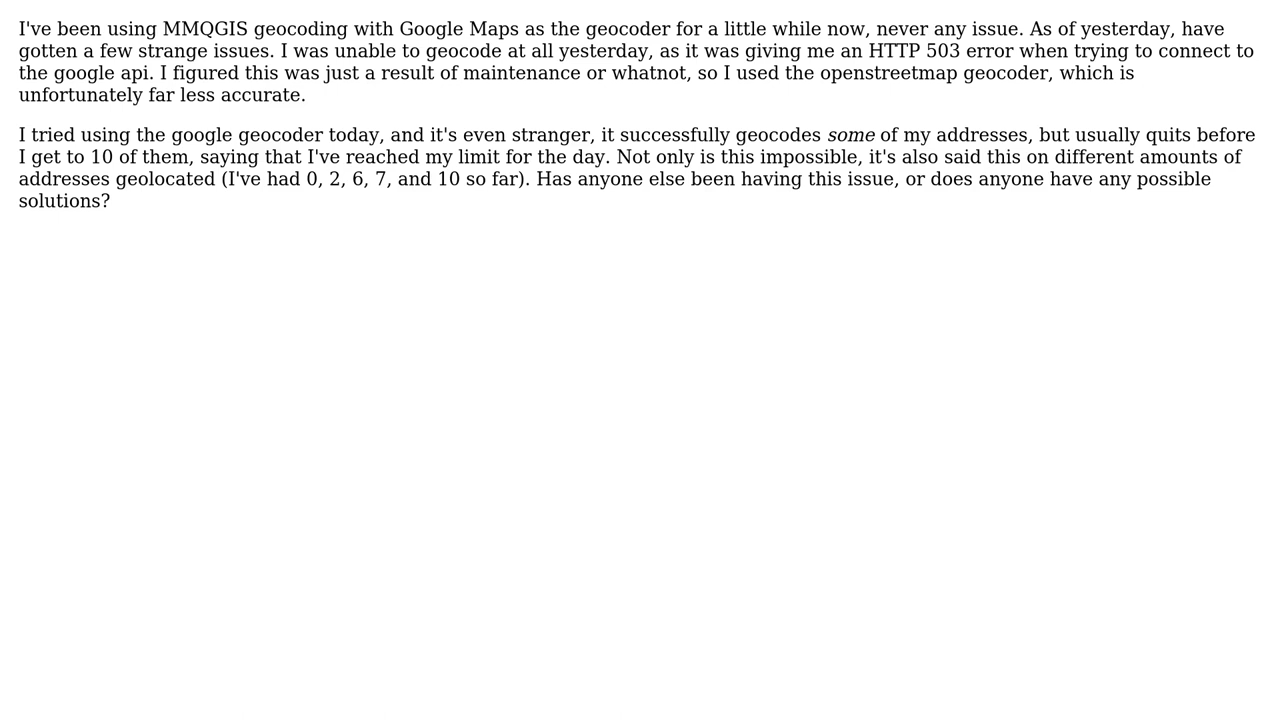 I've been using MMQGIS geocoding with Google Maps as the geocoder for a little while now, never any issue. As of yesterday, have
gotten a few strange issues. I was unable to geocode at all yesterday, as it was giving me an HTTP 503 error when trying to connect to
the google api. I figured this was just a result of maintenance or whatnot, so I used the openstreetmap geocoder, which is
unfortunately far less accurate.
I tried using the google geocoder today, and it's even stranger, it successfully geocodes some of my addresses, but usually quits before
I get to 10 of them, saying that I've reached my limit for the day. Not only is this impossible, it's also said this on different amounts of
addresses geolocated (I've had 0, 2, 6, 7, and 10 so far). Has anyone else been having this issue, or does anyone have any possible
solutions?